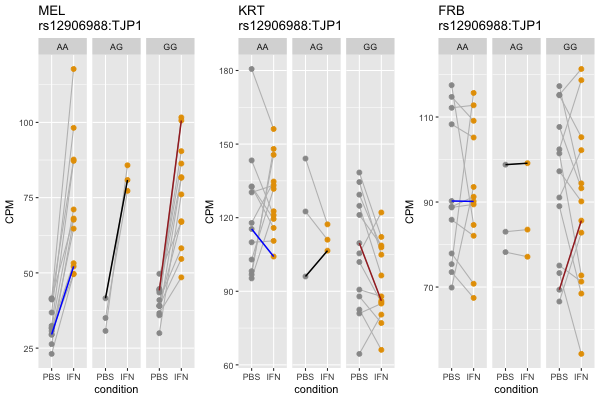 MEL
rs12906988:TJP1
AA AG GG
CPM
100
75
50
25
PBS IFN PBS IFN PBS IFN
condition
KRT
rs12906988:TJP1
AA AG GG
CPM
180
150
120
90
60
PBS IFN PBS IFN PBS IFN
condition
FRB
rs12906988:TJP1
AA AG GG
CPM
110
90
70
PBS IFN PBS IFN PBS IFN
condition